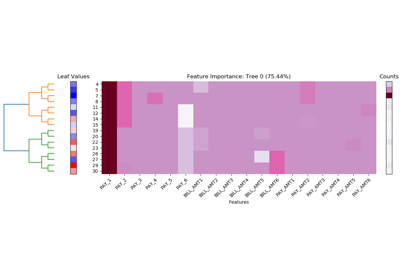 Leaf Values
Feature Importance: Tree 0 (75.44%)
Counts
4
5
7
8
11
12
14
15
19
20
22
23
26
27
29
30
PAY_1
PAY_2
PAY_3
PAY_4
PAY_5
PAY_6
BILL_AMT1
BILL_AMT2
BILL_AMT3
BILL_AMT4
BILL_AMT5
BILL_AMT6
PAY_AMT1
PAY_AMT2
PAY_AMT3
PAY_AMT4
PAY_AMT5
PAY_AMT6
Features